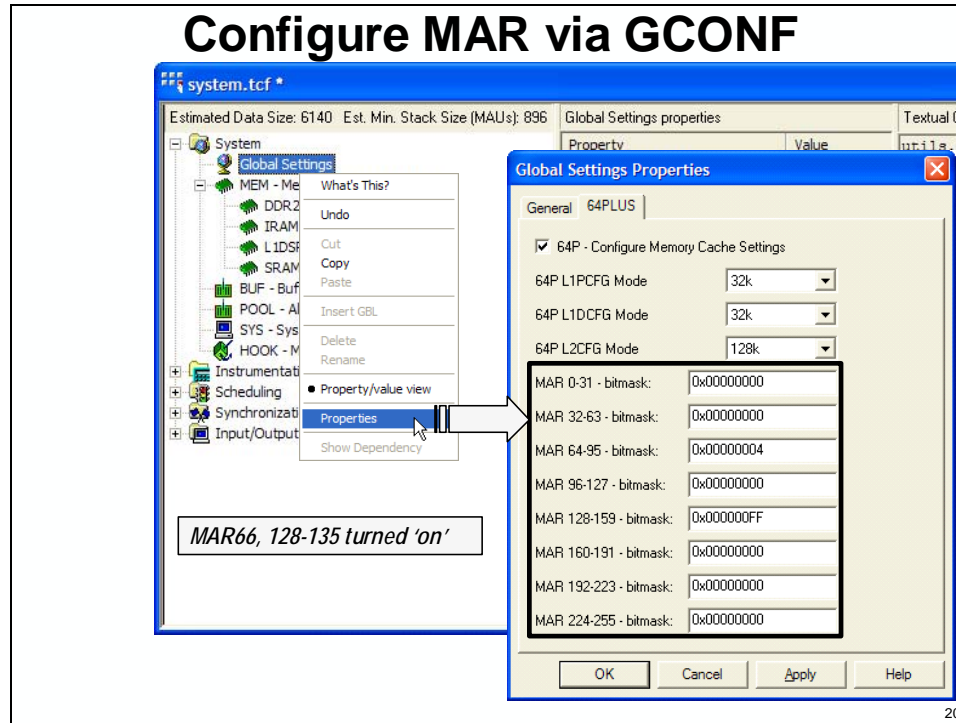 Configure MAR via GCONF
system.tcf *
Estimated Data Size: 6140 Est. Min. Stack Size (MAUs): 896
Global Settings properties
Textual
Property Value
utils.
System
Global Settings
MEM - Me
DDR2
IRAM
L1DSR
SRAM
BUF - Buf
POOL - Al
SYS - Sys
HOOK - M
Instrumentati
Scheduling
Synchronizati
Input/Output
What's This?
Undo
Cut
Copy
Paste
Insert GBL
Delete
Rename
Property/value view
Properties
Show Dependency
MAR66, 128-135 turned 'on'
Global Settings Properties
General 64PLUS
64P - Configure Memory Cache Settings
64P L1PCFG Mode 32k
64P L1DCFG Mode 32k
64P L2CFG Mode 128k
MAR 0-31 - bitmask: 0x00000000
MAR 32-63 - bitmask: 0x00000000
MAR 64-95 - bitmask: 0x00000004
MAR 96-127 - bitmask: 0x00000000
MAR 128-159 - bitmask: 0x000000FF
MAR 160-191 - bitmask: 0x00000000
MAR 192-223 - bitmask: 0x00000000
MAR 224-255 - bitmask: 0x00000000
OK Cancel Apply Help
20